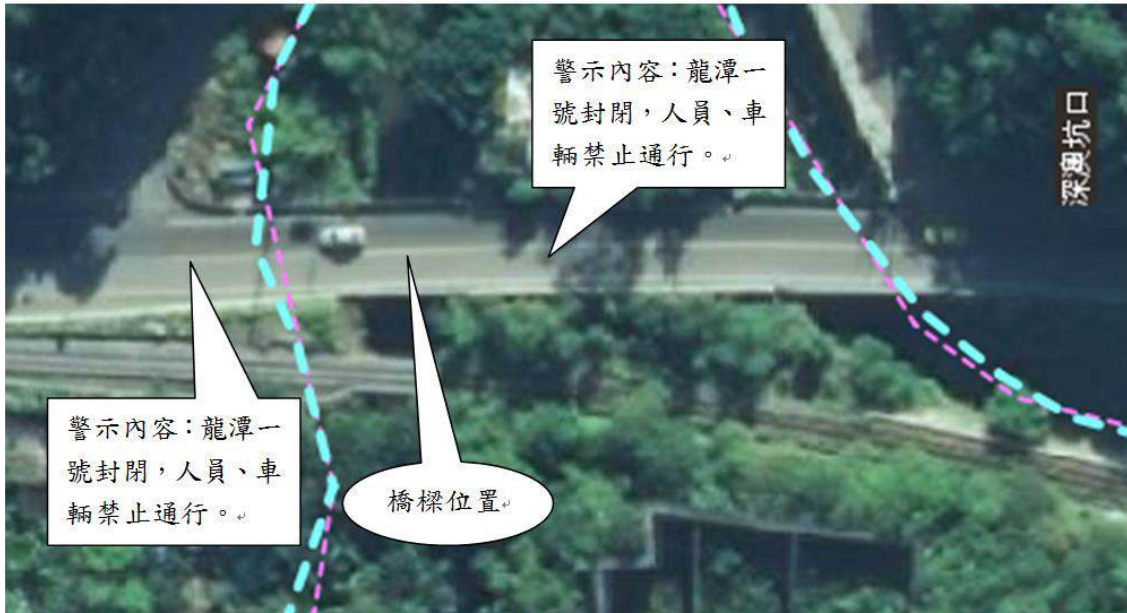 警示內容：龍潭一
號封閉，人員、車
輛禁止通行。
深澳坑口
警示內容：龍潭一
號封閉，人員、車
輛禁止通行。
橋樑位置